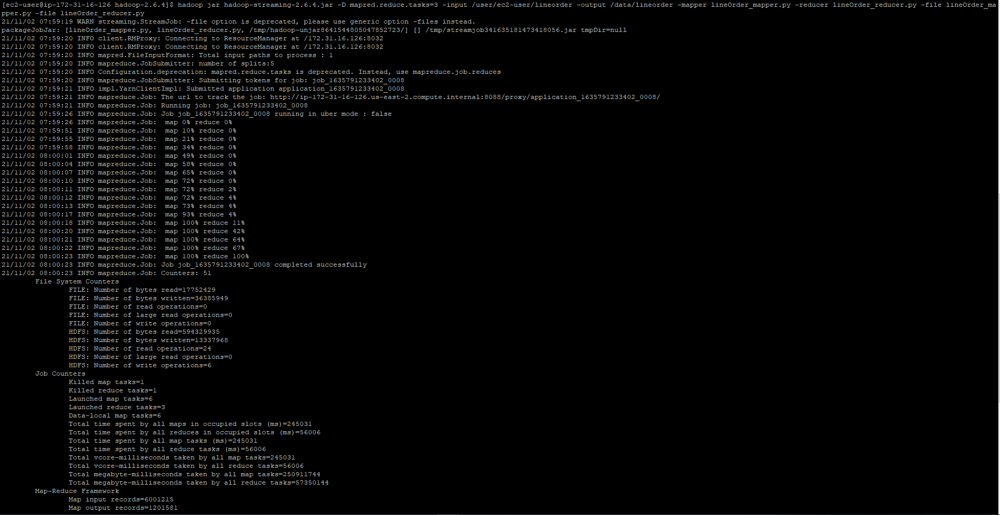 [ec2-user@ip-172-31-16-126 hadoop-2.6.4]$ hadoop jar hadoop-streaming-2.6.4.jar -D mapred.reduce.tasks=3 -input /user/ec2-user/lineorder -output /data/lineorder -mapper lineOrder_mapper.py -reducer lineOrder_reducer.py -file lineOrder_ma
pper.py -file lineOrder_reducer.py
21/11/02 07:59:19 WARN streaming.StreamJob: -file option is deprecated, please use generic option -files instead.
packageJobJar: [lineOrder_mapper.py, lineOrder_reducer.py, /tmp/hadoop-unjar8641544805047852723/] [] /tmp/streamjob341635181473418056.jar tmpDir=null
21/11/02 07:59:20 INFO client.RMProxy: Connecting to ResourceManager at /172.31.16.126:8032
21/11/02 07:59:20 INFO client.RMProxy: Connecting to ResourceManager at /172.31.16.126:8032
21/11/02 07:59:20 INFO mapred.FileInputFormat: Total input paths to process : 1
21/11/02 07:59:20 INFO mapreduce.JobSubmitter: number of splits:5
21/11/02 07:59:20 INFO Configuration.deprecation: mapred.reduce.tasks is deprecated. Instead, use mapreduce.job.reduces
21/11/02 07:59:20 INFO mapreduce.JobSubmitter: Submitting tokens for job: job_1635791233402_0008
21/11/02 07:59:21 INFO impl.YarnClientImpl: Submitted application application_1635791233402_0008
21/11/02 07:59:21 INFO mapreduce.Job: The url to track the job: http://ip-172-31-16-126.us-east-2.compute.internal:8088/proxy/application_1635791233402_0008/
21/11/02 07:59:21 INFO mapreduce.Job: Running job: job_1635791233402_0008
21/11/02 07:59:26 INFO mapreduce.Job: Job job_1635791233402_0008 running in uber mode : false
21/11/02 07:59:26 INFO mapreduce.Job:  map 0% reduce 0%
21/11/02 07:59:51 INFO mapreduce.Job:  map 10% reduce 0%
21/11/02 07:59:55 INFO mapreduce.Job:  map 21% reduce 0%
21/11/02 07:59:58 INFO mapreduce.Job:  map 34% reduce 0%
21/11/02 08:00:01 INFO mapreduce.Job:  map 49% reduce 0%
21/11/02 08:00:04 INFO mapreduce.Job:  map 58% reduce 0%
21/11/02 08:00:07 INFO mapreduce.Job:  map 65% reduce 0%
21/11/02 08:00:10 INFO mapreduce.Job:  map 72% reduce 0%
21/11/02 08:00:11 INFO mapreduce.Job:  map 72% reduce 2%
21/11/02 08:00:12 INFO mapreduce.Job:  map 72% reduce 4%
21/11/02 08:00:13 INFO mapreduce.Job:  map 73% reduce 4%
21/11/02 08:00:17 INFO mapreduce.Job:  map 93% reduce 4%
21/11/02 08:00:18 INFO mapreduce.Job:  map 100% reduce 11%
21/11/02 08:00:20 INFO mapreduce.Job:  map 100% reduce 42%
21/11/02 08:00:21 INFO mapreduce.Job:  map 100% reduce 64%
21/11/02 08:00:22 INFO mapreduce.Job:  map 100% reduce 67%
21/11/02 08:00:23 INFO mapreduce.Job:  map 100% reduce 100%
21/11/02 08:00:23 INFO mapreduce.Job: Job job_1635791233402_0008 completed successfully
21/11/02 08:00:23 INFO mapreduce.Job: Counters: 51
File System Counters
FILE: Number of bytes read=17752429
FILE: Number of bytes written=36385949
FILE: Number of read operations=0
FILE: Number of large read operations=0
FILE: Number of write operations=0
HDFS: Number of bytes read=594329935
HDFS: Number of bytes written=13337968
HDFS: Number of read operations=24
HDFS: Number of large read operations=0
HDFS: Number of write operations=6
Job Counters
Killed map tasks=1
Killed reduce tasks=1
Launched map tasks=6
Launched reduce tasks=3
Data-local map tasks=6
Total time spent by all maps in occupied slots (ms)=245031
Total time spent by all reduces in occupied slots (ms)=56006
Total time spent by all map tasks (ms)=245031
Total time spent by all reduce tasks (ms)=56006
Total vcore-milliseconds taken by all map tasks=245031
Total vcore-milliseconds taken by all reduce tasks=56006
Total megabyte-milliseconds taken by all map tasks=250911744
Total megabyte-milliseconds taken by all reduce tasks=57350144
Map-Reduce Framework
Map input records=6001215
Map output records=1201581